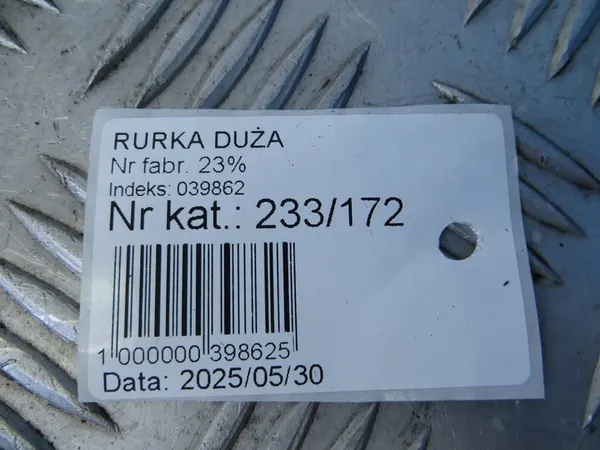 RURKA DUŻA
Nr fabr. 23%
Indeks: 039862
Nr kat.: 233/172
1 000000 398625
Data: 2025/05/30